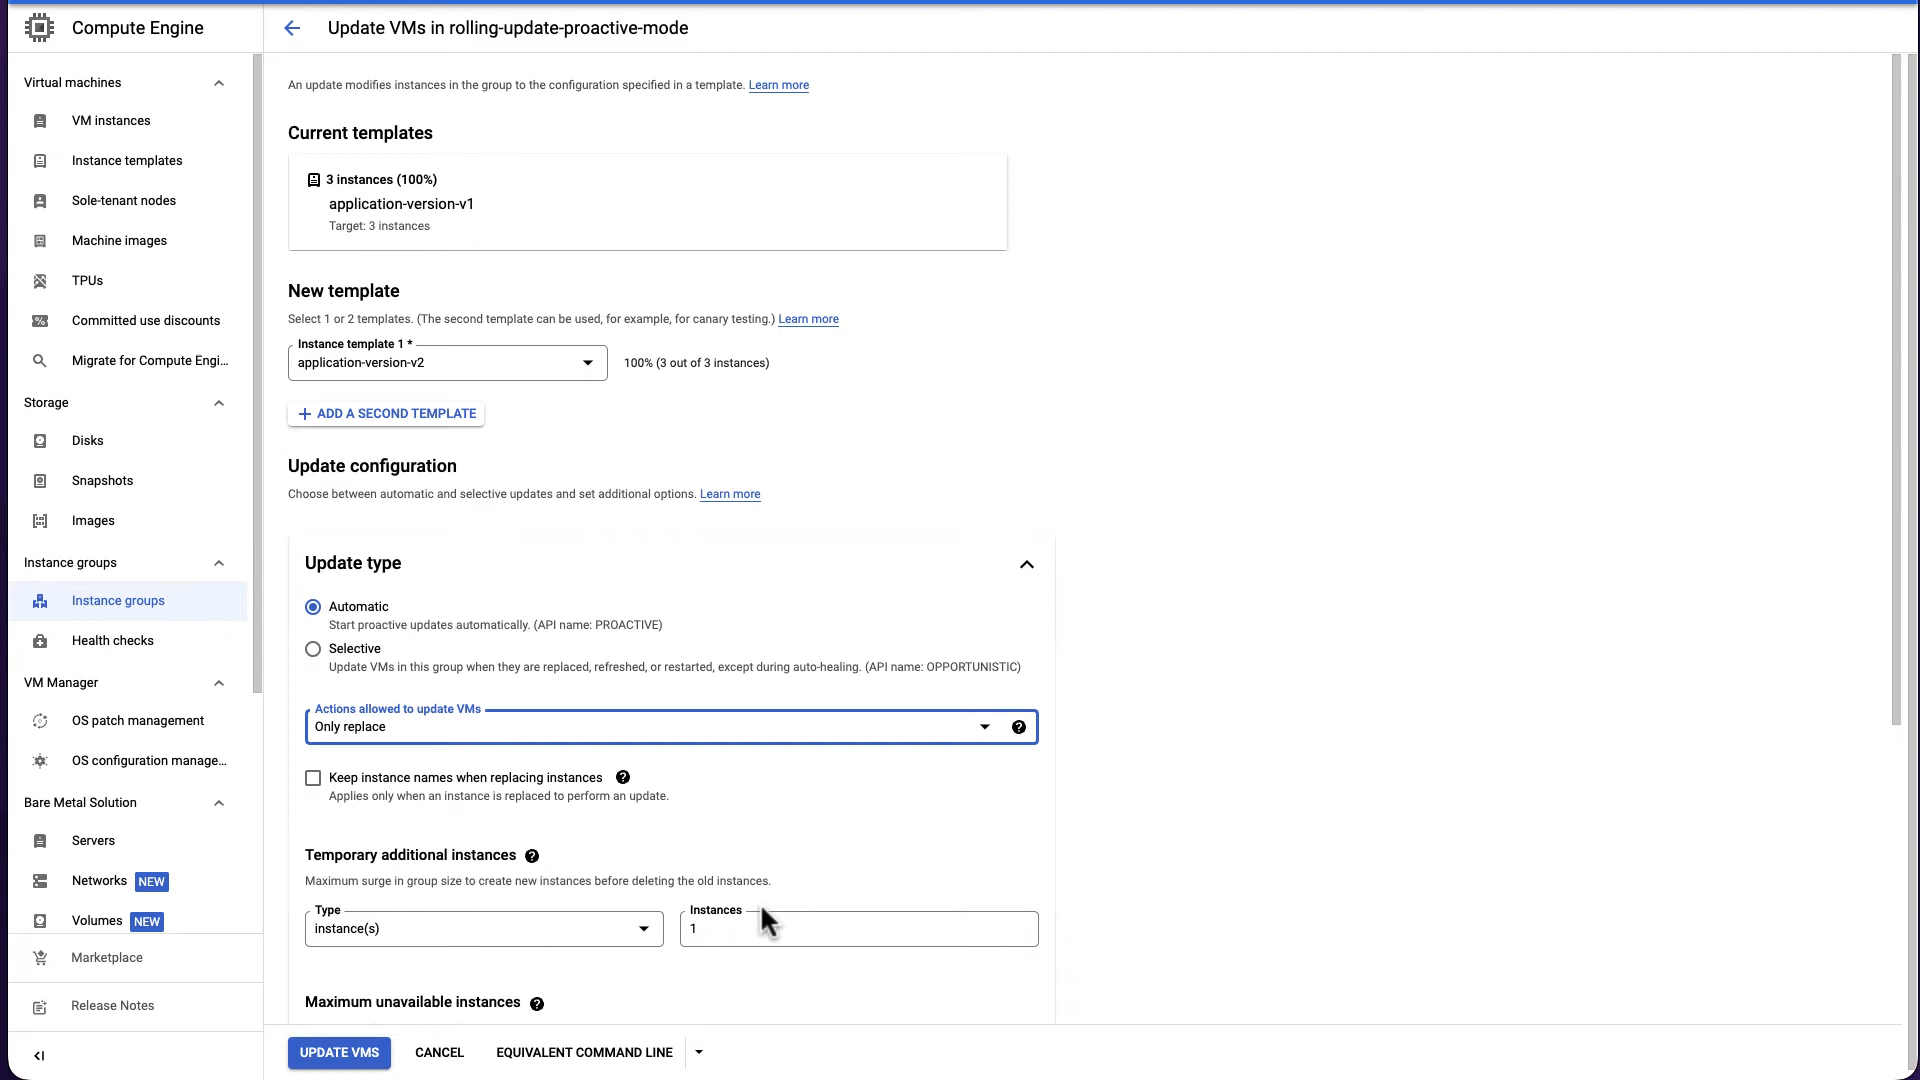 Compute Engine
Update VMs in rolling-update-proactive-mode
Virtual machines
VM instances
Instance templates
Sole-tenant nodes
Machine images
TPUs
Committed use discounts
Migrate for Compute Engi...
Storage
Disks
Snapshots
Images
Instance groups
Instance groups
Health checks
VM Manager
OS patch management
OS configuration manage...
Bare Metal Solution
Servers
Networks NEW
Volumes NEW
Marketplace
Release Notes
An update modifies instances in the group to the configuration specified in a template. Learn more
Current templates
3 instances (100%)
application-version-v1
Target: 3 instances
New template
Select 1 or 2 templates. (The second template can be used, for example, for canary testing.) Learn more
Instance template 1 *
application-version-v2
100% (3 out of 3 instances)
ADD A SECOND TEMPLATE
Update configuration
Choose between automatic and selective updates and set additional options. Learn more
Update type
Automatic
Start proactive updates automatically. (API name: PROACTIVE)
Selective
Update VMs in this group when they are replaced, refreshed, or restarted, except during auto-healing. (API name: OPPORTUNISTIC)
Actions allowed to update VMs
Only replace
Keep instance names when replacing instances
Applies only when an instance is replaced to perform an update.
Temporary additional instances
Maximum surge in group size to create new instances before deleting the old instances.
Type
instance(s)
Instances
1
Maximum unavailable instances
UPDATE VMS
CANCEL
EQUIVALENT COMMAND LINE